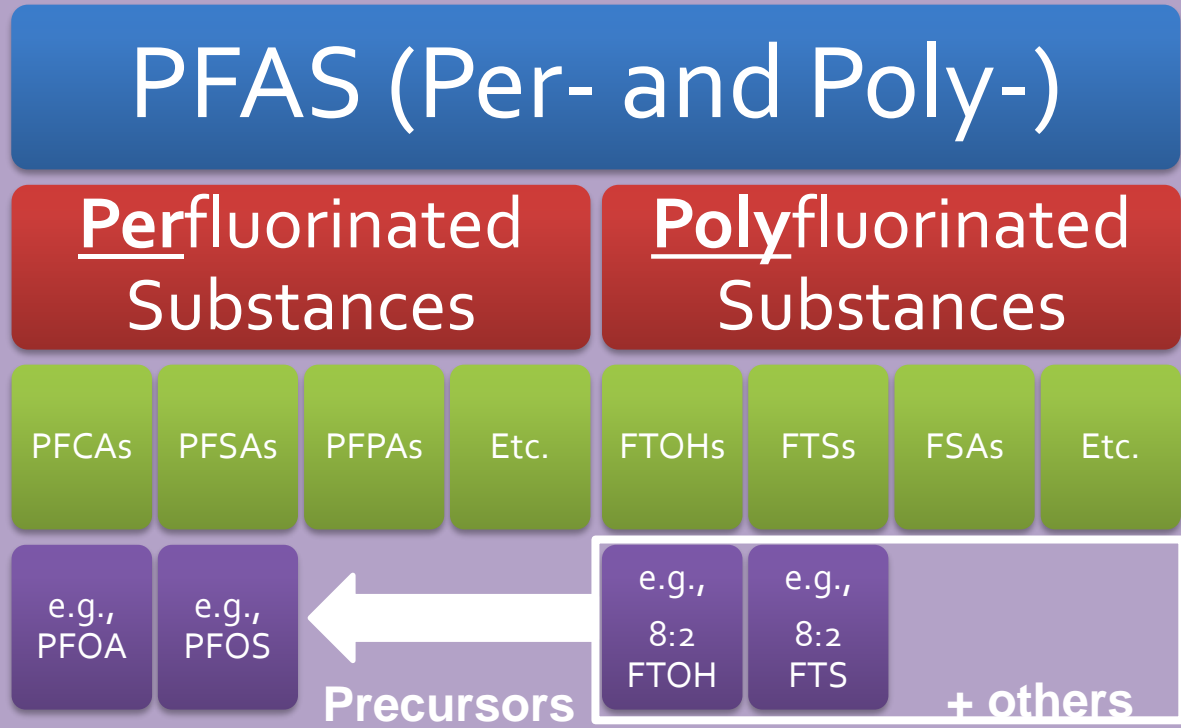 PFAS (Per- and Poly-)
Perfluorinated
Substances
Polyfluorinated
Substances
PFCAs
PFSAs
PFPAs
Etc.
FTOHs
FTSs
FSAs
Etc.
e.g.,
PFOA
e.g.,
PFOS
Precursors
e.g.,
8:2
FTOH
e.g.,
8:2
FTS
+ others